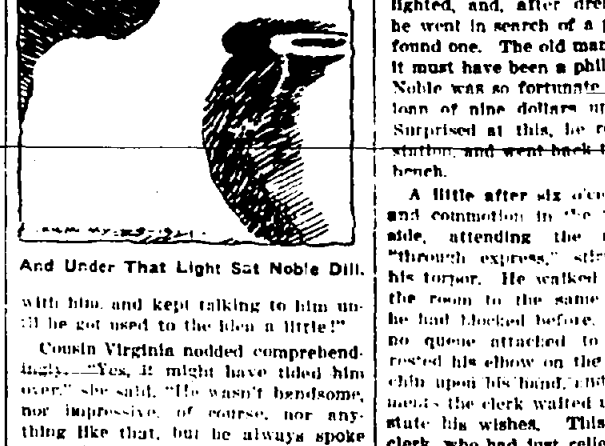 And Under That Light Sat Noble Dill.
with him, and kept talking to him un-
til he got used to the idea a little!"
Cousin Virginia nodded comprehend-
ingly. "Yes, it might have tided him
over," she said. "He wasn't handsome,
nor impressive, of course, nor any-
thing like that, but he always spoke
lighted, and, after
he went in search of a
found one. The old man
it must have been a phil
Noble was so fortunate
loan of nine dollars
Surprised at this, he
station, and went back
bench.
A little after six
and commotion in the
side, attending the
"through express,"
his torpor. He walked
the room to the same
he had blocked before.
no queue attached to
rested his elbow on the
chin upon his hand, and
ments the clerk waited
state his wishes. This
clerk who had just